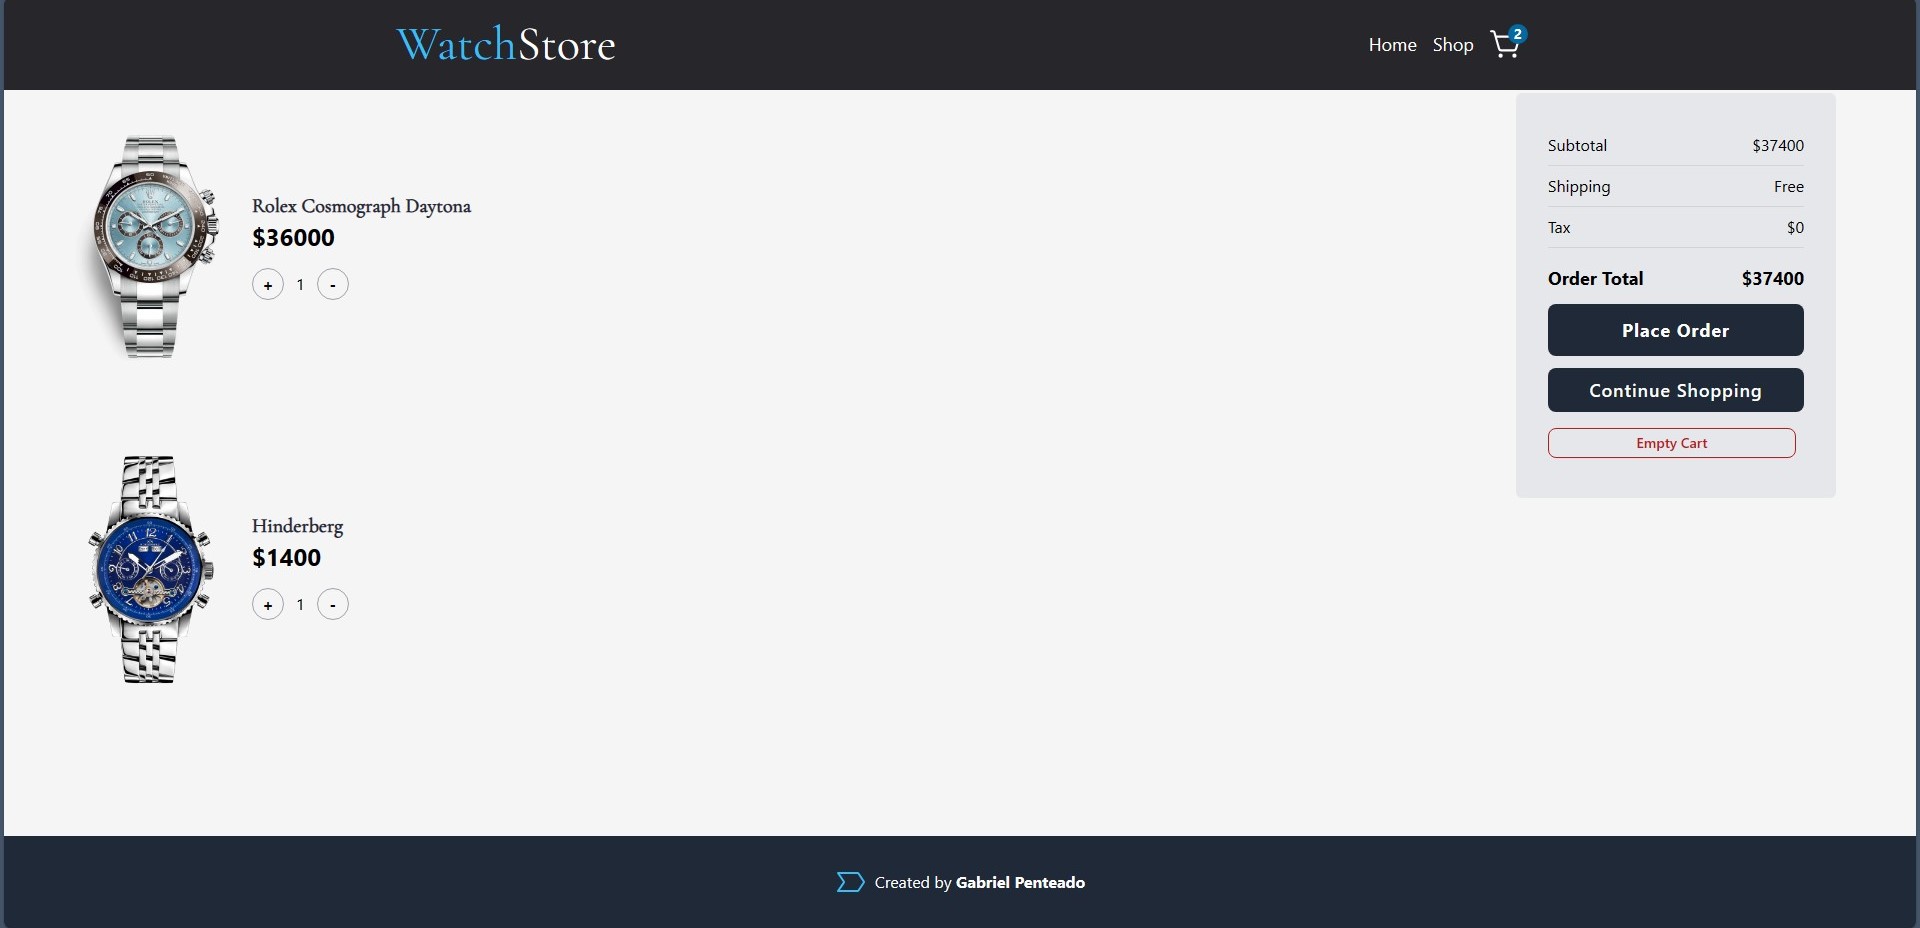 WatchStore
Home Shop 2
Rolex Cosmograph Daytona
$36000
+ 1 -
Hinderberg
$1400
+ 1 -
Subtotal $37400
Shipping Free
Tax $0
Order Total $37400
Place Order
Continue Shopping
Empty Cart
Created by Gabriel Penteado